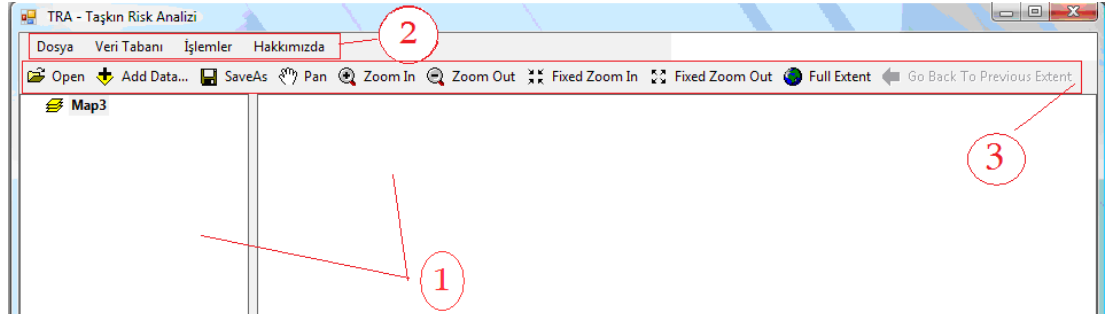 TRA - Taşkın Risk Analizi
Dosya Veri Tabanı İşlemler Hakkımızda
2
Open Add Data... SaveAs Pan Zoom In Zoom Out Fixed Zoom In Fixed Zoom Out Full Extent Go Back To Previous Extent
Map3
3
1